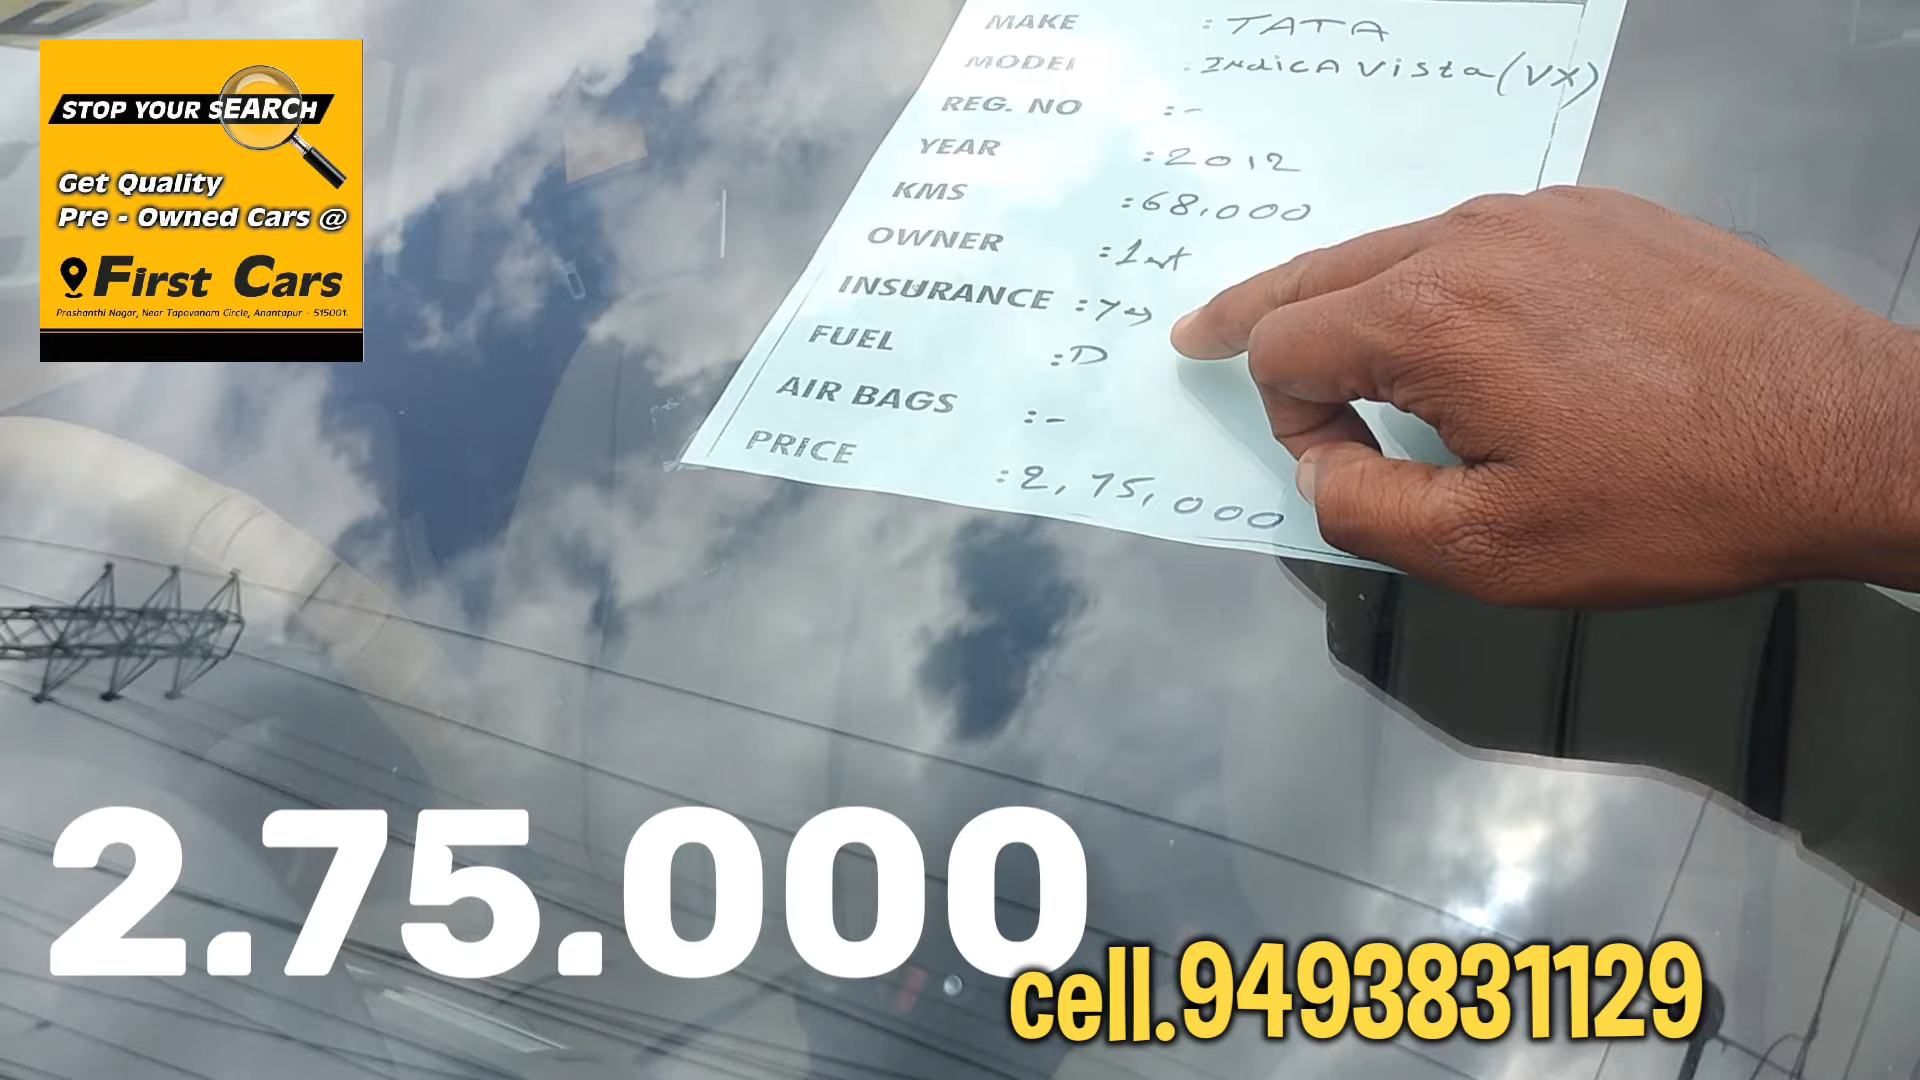 STOP YOUR SEARCH
Get Quality
Pre - Owned Cars @
First Cars
Prashanthi Nagar, Near Tapovanam Circle, Anantapur - 515001.
MAKE : TATA
MODEL : INdiCA Vista (VX)
REG. NO : -
YEAR : 2012
KMS : 68,000
OWNER : 1st
INSURANCE : Yes
FUEL : D
AIR BAGS : -
PRICE : 2,75,000
2.75.000
cell.9493831129